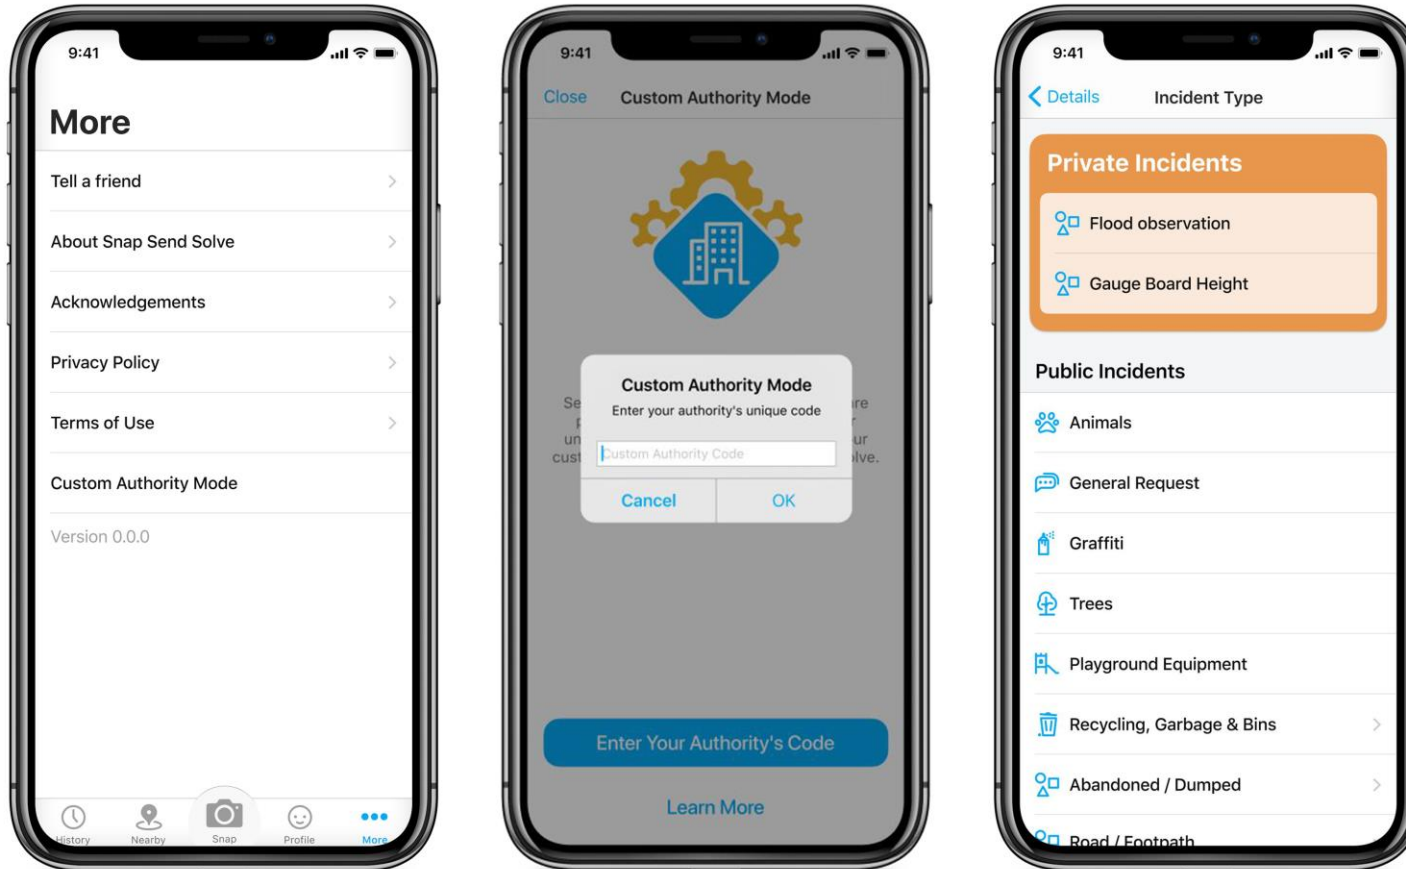 9:41
More
Tell a friend
About Snap Send Solve
Acknowledgements
Privacy Policy
Terms of Use
Custom Authority Mode
Version 0.0.0
History
Nearby
Snap
Profile
More
9:41
Close
Custom Authority Mode
Custom Authority Mode
Enter your authority's unique code
Custom Authority Code
Cancel
OK
Enter Your Authority's Code
Learn More
9:41
Details
Incident Type
Private Incidents
Flood observation
Gauge Board Height
Public Incidents
Animals
General Request
Graffiti
Trees
Playground Equipment
Recycling, Garbage & Bins
Abandoned / Dumped
Road / Footpath